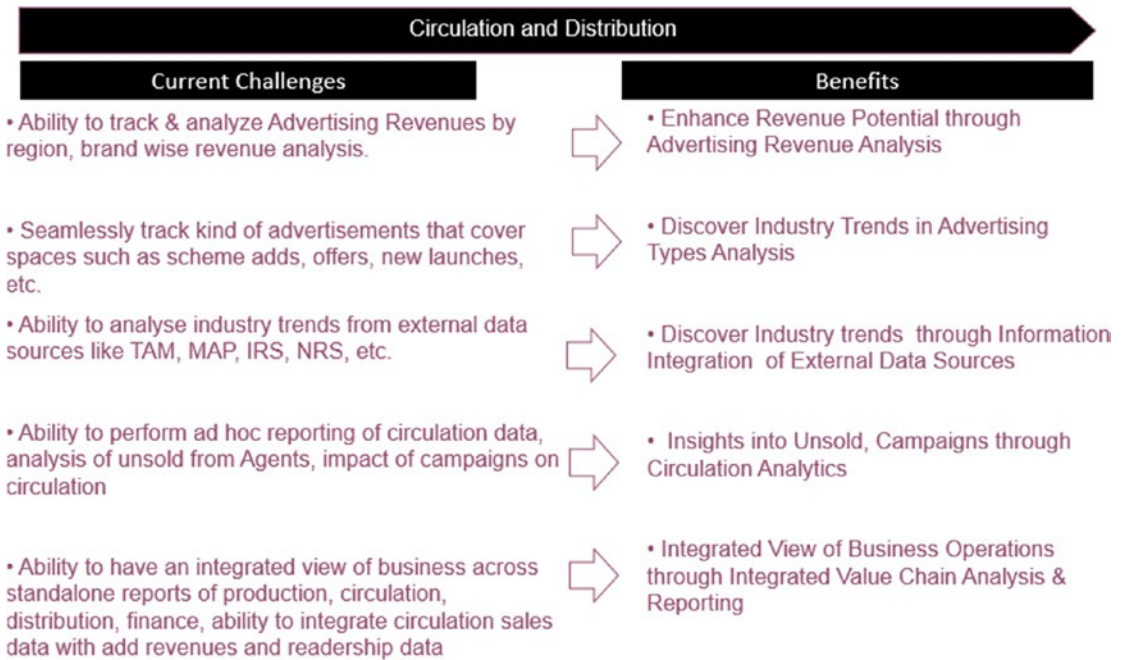 Circulation and Distribution
Current Challenges
Benefits
• Ability to track & analyze Advertising Revenues by
region, brand wise revenue analysis.
• Enhance Revenue Potential through
Advertising Revenue Analysis
• Seamlessly track kind of advertisements that cover
spaces such as scheme adds, offers, new launches,
etc.
• Discover Industry Trends in Advertising
Types Analysis
• Ability to analyse industry trends from external data
sources like TAM, MAP, IRS, NRS, etc.
• Discover Industry trends through Information
Integration of External Data Sources
• Ability to perform ad hoc reporting of circulation data,
analysis of unsold from Agents, impact of campaigns on
circulation
• Insights into Unsold, Campaigns through
Circulation Analytics
• Ability to have an integrated view of business across
standalone reports of production, circulation,
distribution, finance, ability to integrate circulation sales
data with add revenues and readership data
• Integrated View of Business Operations
through Integrated Value Chain Analysis &
Reporting